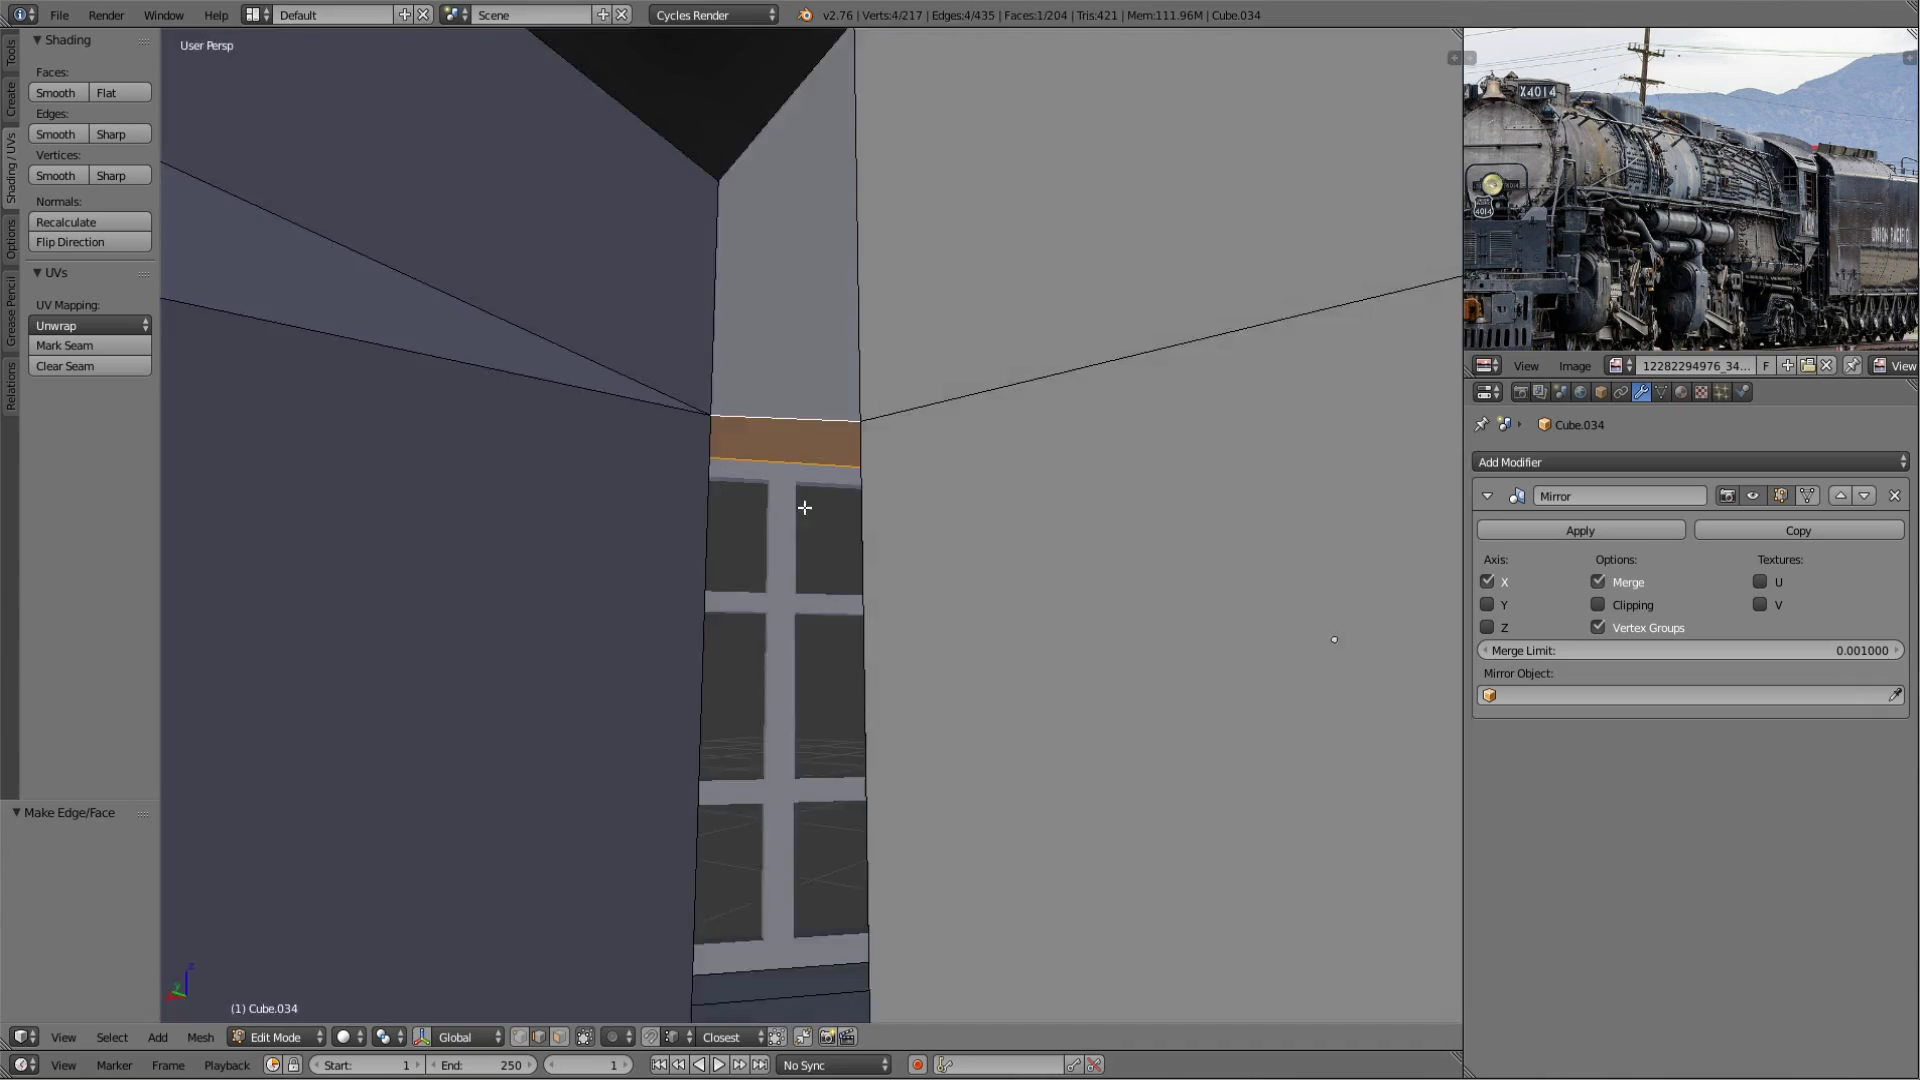 File Render Window Help Default Scene Cycles Render v2.76 | Verts:4/217 | Edges:4/435 | Faces:1/204 | Tris:421 | Mem:111.96M | Cube.034
Tools
Create
Shading / UVs
Options
Grease Pencil
Relations
Shading
Faces:
Smooth Flat
Edges:
Smooth Sharp
Vertices:
Smooth Sharp
Normals:
Recalculate
Flip Direction
UVs
UV Mapping:
Unwrap
Mark Seam
Clear Seam
Make Edge/Face
User Persp
(1) Cube.034
X4014
4014
UNION PACIFIC
View Image 12282294976_34... F View
Cube.034
Add Modifier
Mirror
Apply Copy
Axis: Options: Textures:
X Merge U
Y Clipping V
Z Vertex Groups
Merge Limit: 0.001000
Mirror Object:
z
View Select Add Mesh Edit Mode Global Closest
View Marker Frame Playback Start: 1 End: 250 1 No Sync